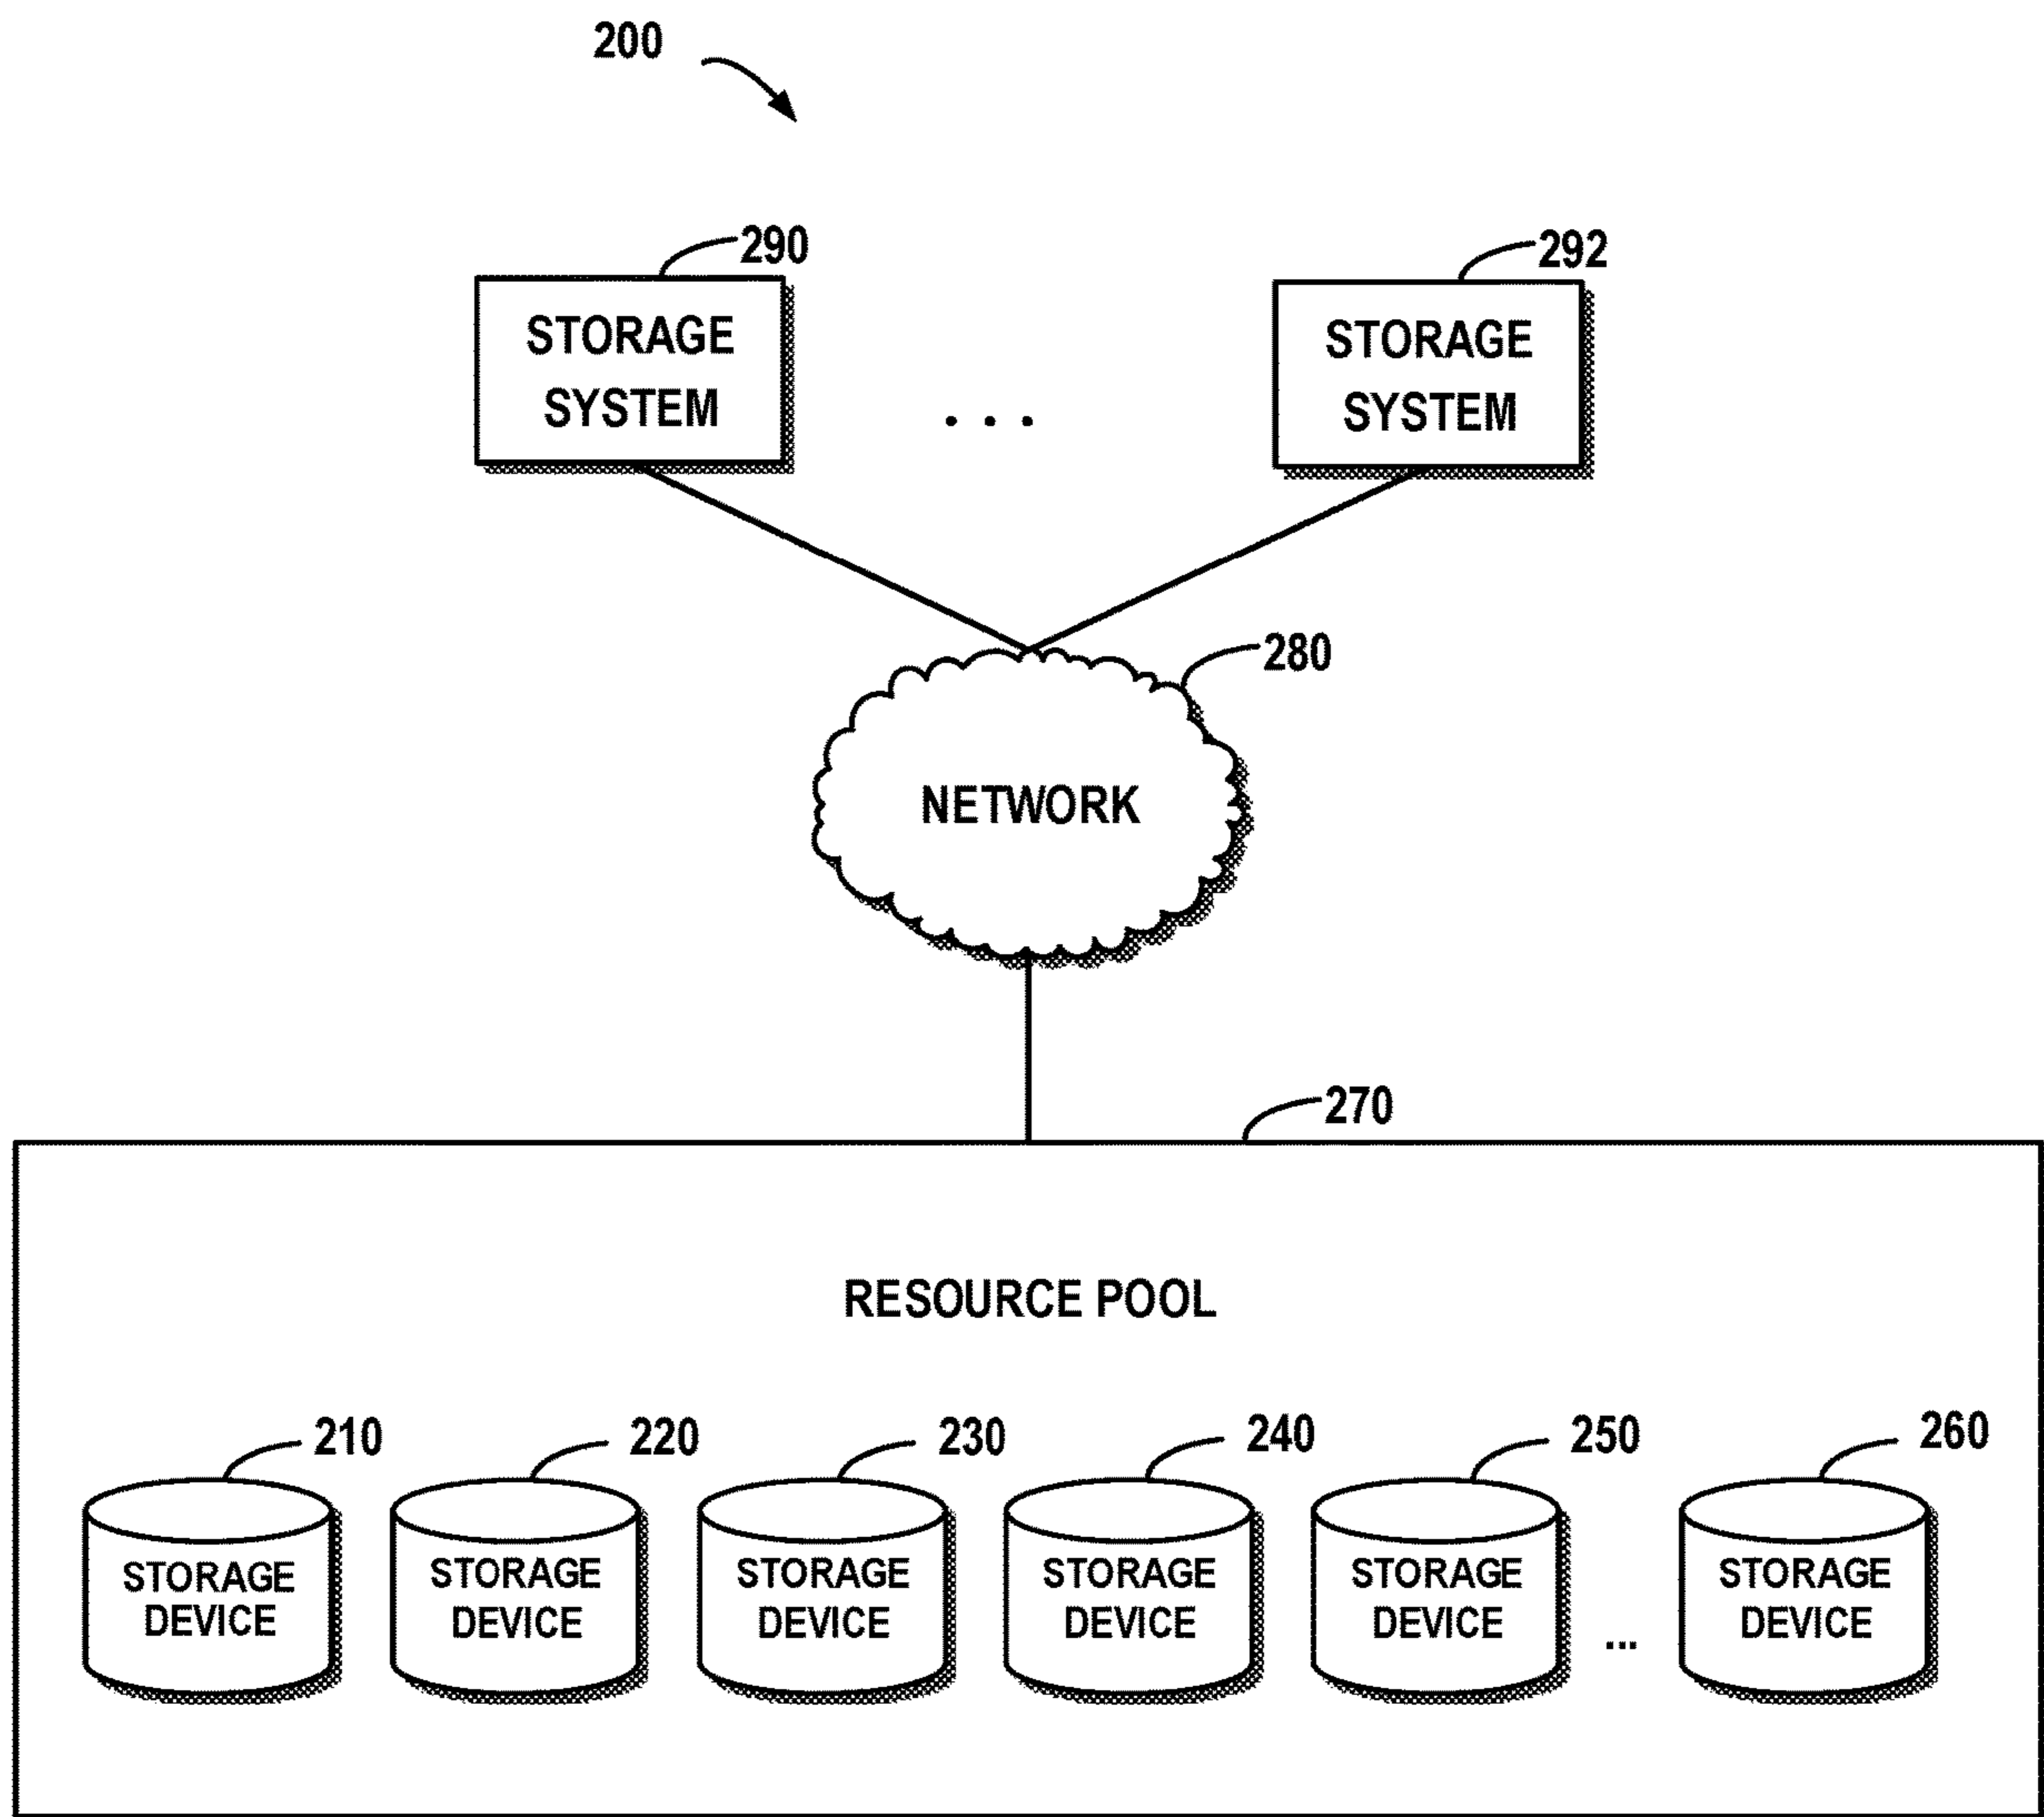 200
290
292
STORAGE
SYSTEM
. . .
STORAGE
SYSTEM
280
NETWORK
270
RESOURCE POOL
210
220
230
240
250
260
STORAGE
DEVICE
STORAGE
DEVICE
STORAGE
DEVICE
STORAGE
DEVICE
STORAGE
DEVICE
...
STORAGE
DEVICE